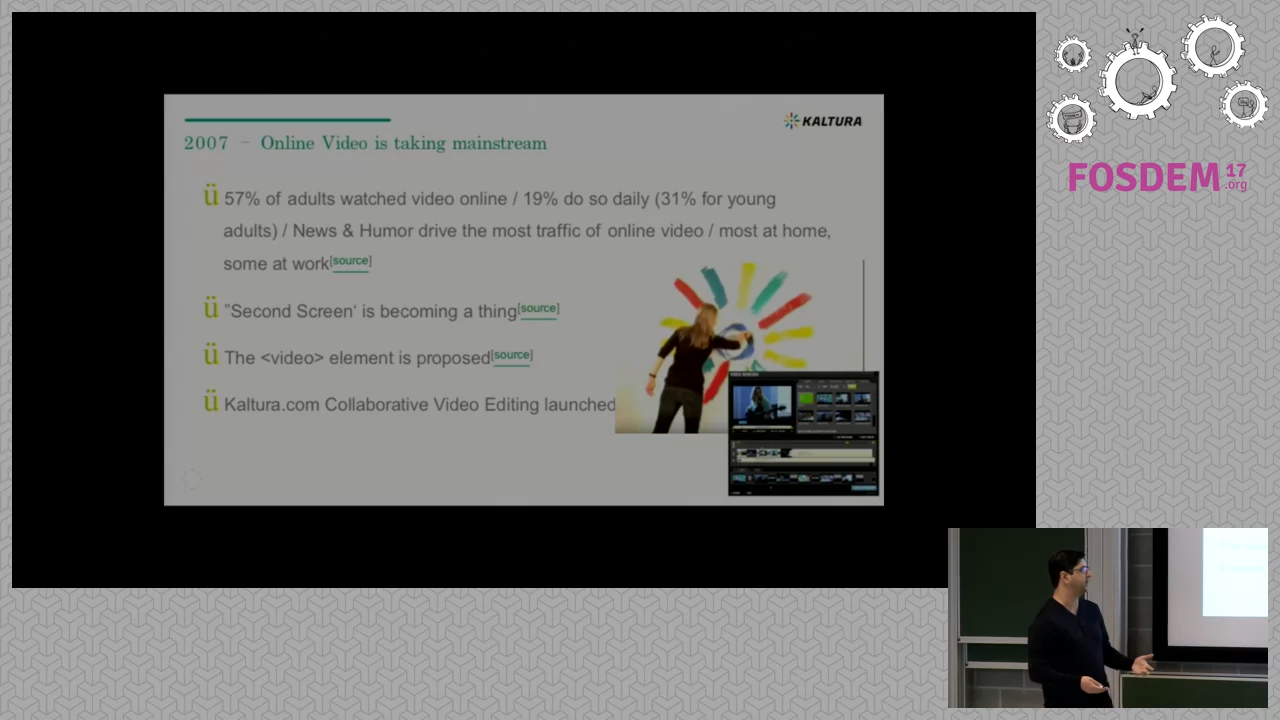 KALTURA
2007 – Online Video is taking mainstream
ü 57% of adults watched video online / 19% do so daily (31% for young
adults) / News & Humor drive the most traffic of online video / most at home,
some at work[source]
ü "Second Screen' is becoming a thing[source]
ü The <video> element is proposed[source]
ü Kaltura.com Collaborative Video Editing launched
FOSDEM 17
.org